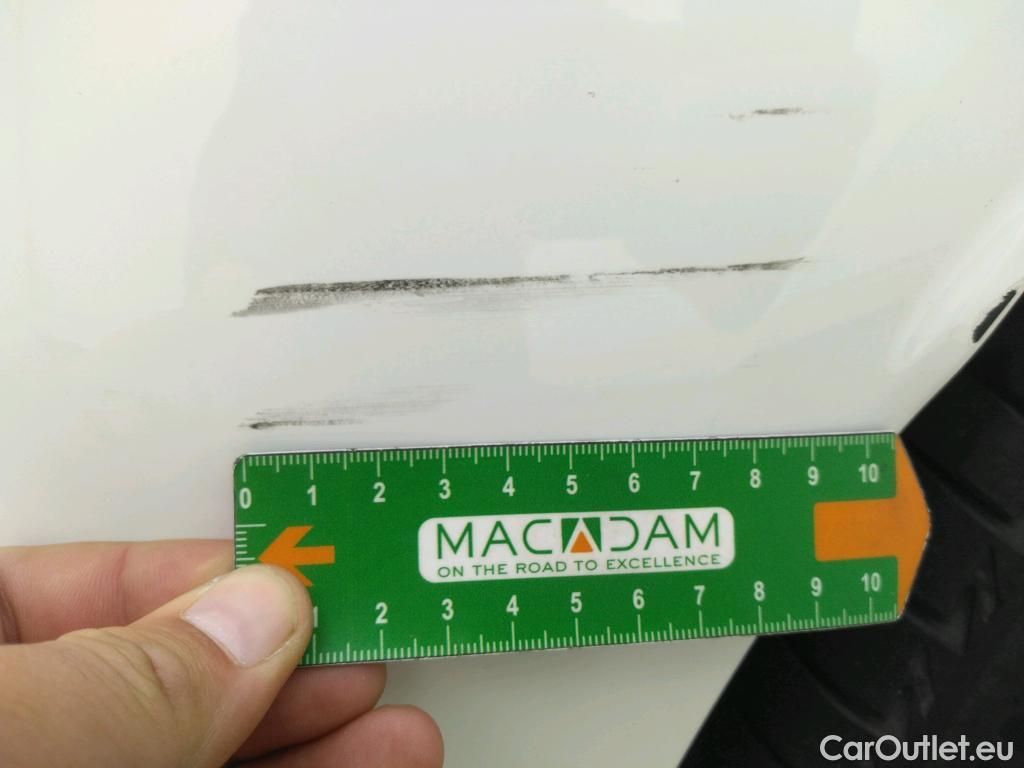 0 1 2 3 4 5 6 7 8 9 10
MACADAM
ON THE ROAD TO EXCELLENCE
1 2 3 4 5 6 7 8 9 10
CarOutlet.eu